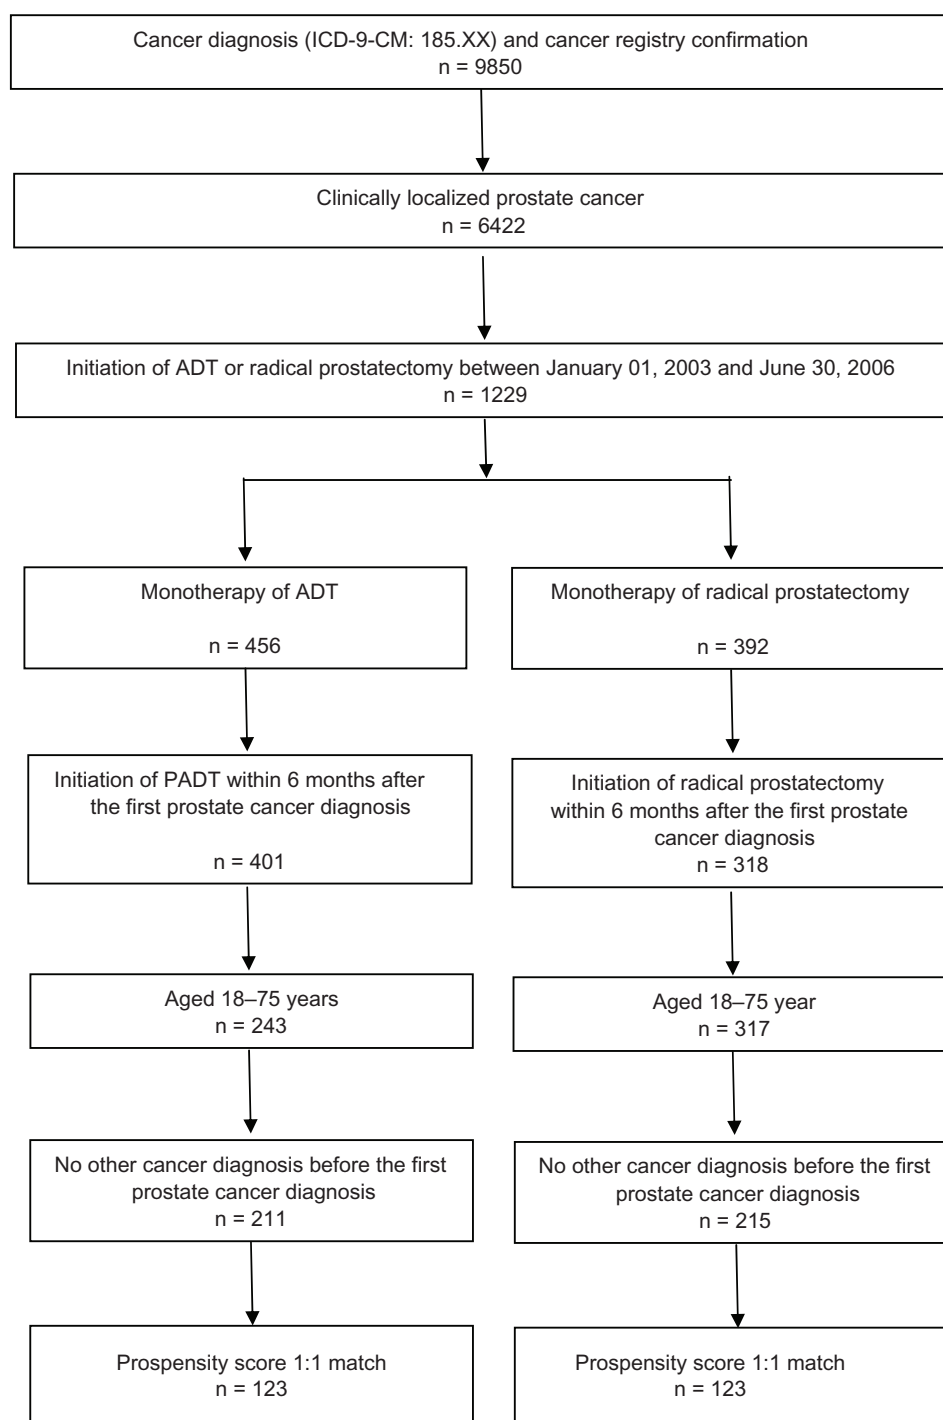 Cancer diagnosis (ICD-9-CM: 185.XX) and cancer registry confirmation
n = 9850
Clinically localized prostate cancer
n = 6422
Initiation of ADT or radical prostatectomy between January 01, 2003 and June 30, 2006
n = 1229
Monotherapy of ADT
n = 456
Initiation of PADT within 6 months after
the first prostate cancer diagnosis
n = 401
Aged 18–75 years
n = 243
No other cancer diagnosis before the first
prostate cancer diagnosis
n = 211
Prospensity score 1:1 match
n = 123
Monotherapy of radical prostatectomy
n = 392
Initiation of radical prostatectomy
within 6 months after the first prostate
cancer diagnosis
n = 318
Aged 18–75 year
n = 317
No other cancer diagnosis before the first
prostate cancer diagnosis
n = 215
Prospensity score 1:1 match
n = 123